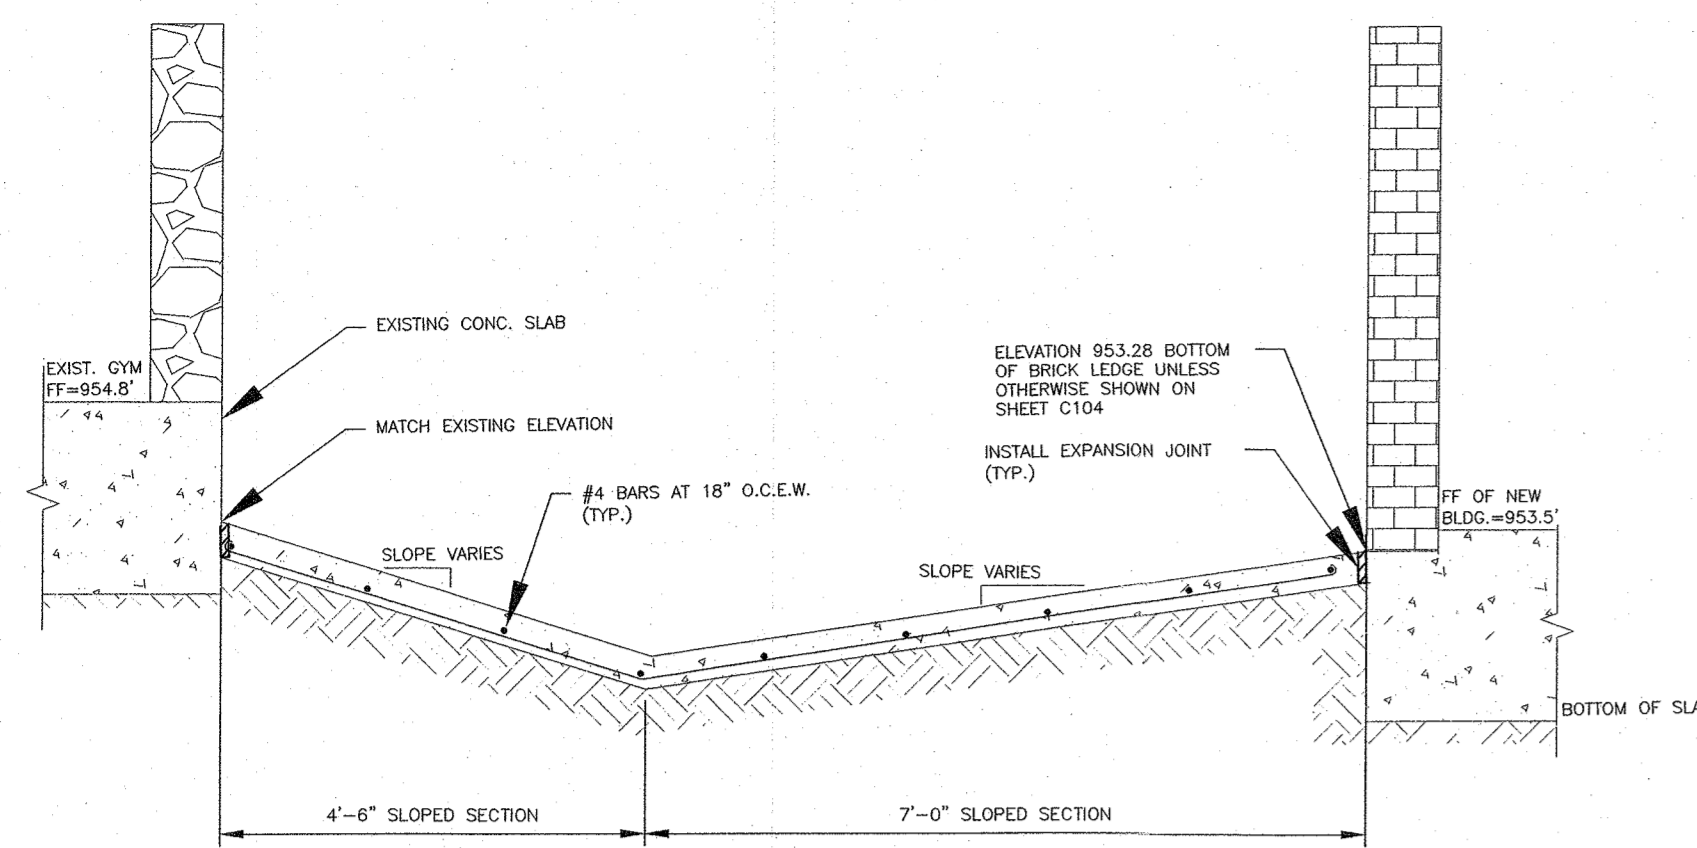 EXISTING CONC. SLAB
EXIST. GYM
FF=954.8'
MATCH EXISTING ELEVATION
ELEVATION 953.28 BOTTOM
OF BRICK LEDGE UNLESS
OTHERWISE SHOWN ON
SHEET C104
INSTALL EXPANSION JOINT
(TYP.)
#4 BARS AT 18" O.C.E.W.
(TYP.)
FF OF NEW
BLDG.=953.5'
SLOPE VARIES
SLOPE VARIES
BOTTOM OF SLA
4'-6" SLOPED SECTION
7'-0" SLOPED SECTION